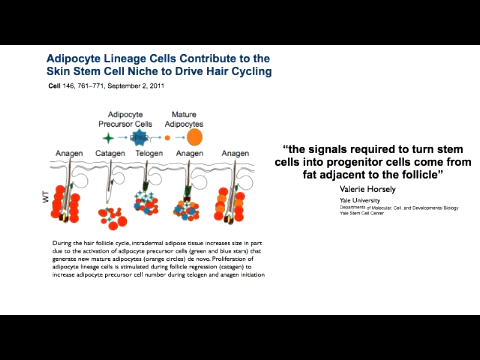 Adipocyte Lineage Cells Contribute to the
Skin Stem Cell Niche to Drive Hair Cycling
Cell 146, 761–771, September 2, 2011
Adipocyte Precursor Cells
Mature Adipocytes
Anagen Catagen Telogen Anagen Anagen
WT
During the hair follicle cycle, intradermal adipose tissue increases size in part
due to the activation of adipocyte precursor cells (green and blue stars) that
generate new mature adipocytes (orange circles) de novo. Proliferation of
adipocyte lineage cells is stimulated during follicle regression (catagen) to
increase adipocyte precursor cell number during telogen and anagen initiation
“the signals required to turn stem
cells into progenitor cells come from
fat adjacent to the follicle”
Valerie Horsely
Yale University
Departments of Molecular, Cell, and Developmental Biology
Yale Stem Cell Center